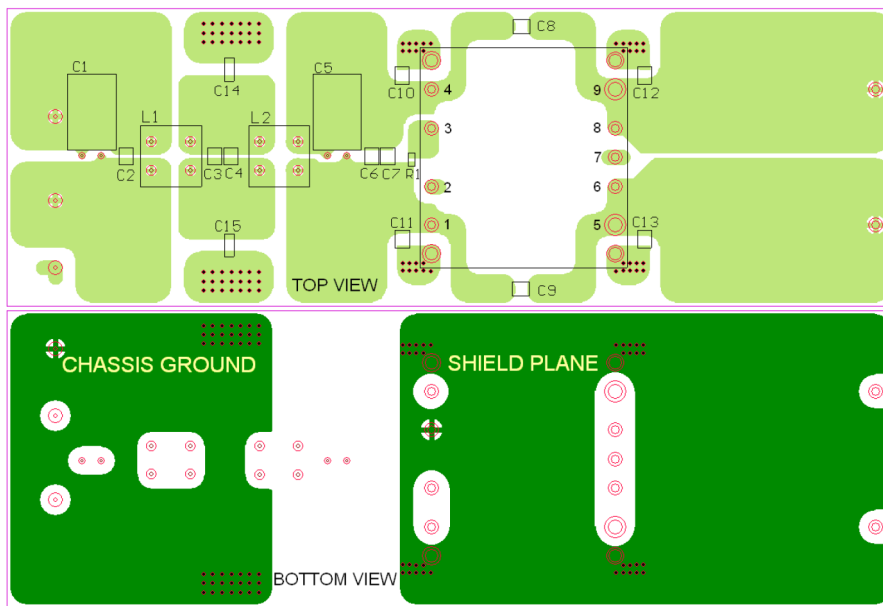 C1
C14
C5
C8
C10
C12
4
9
L1
L2
3
8
C2
C3
C4
C6
C7
R1
7
2
6
C15
C11
1
5
C13
TOP VIEW
C9
CHASSIS GROUND
SHIELD PLANE
BOTTOM VIEW